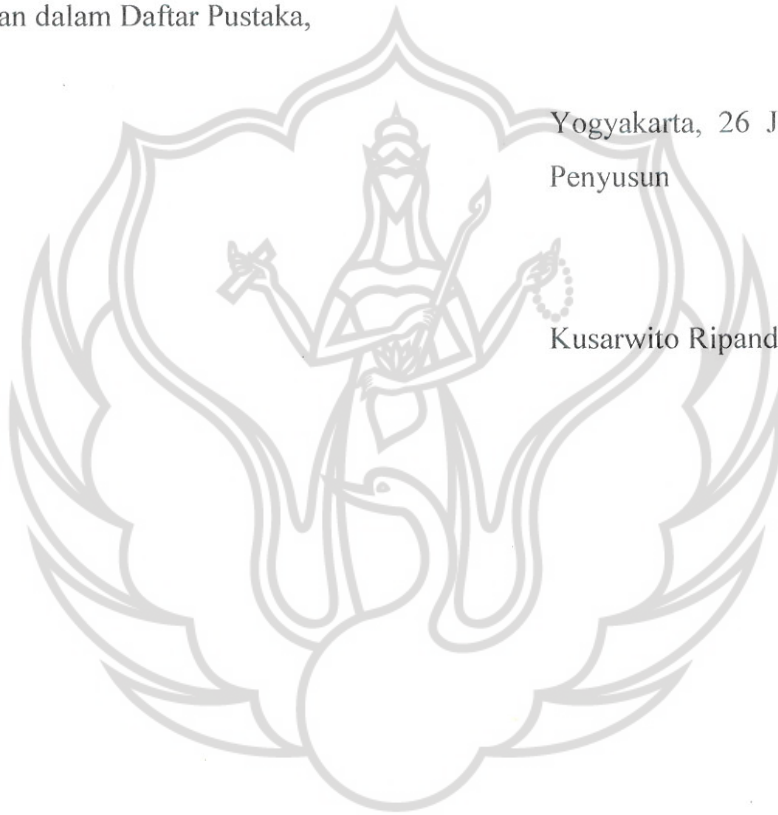 an dalam Daftar Pustaka,
Yogyakarta, 26 J
Penyusun
Kusarwito Ripand